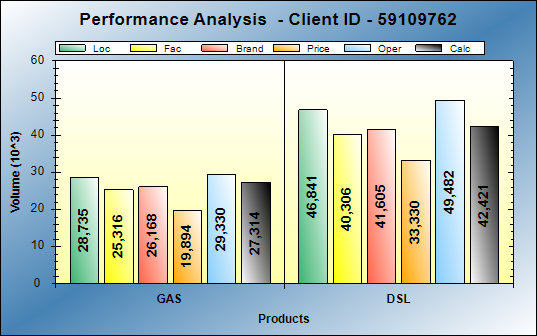 Performance Analysis  - Client ID - 59109762
Loc Fac Brand Price Oper Calc
Volume (10^3)
60
50
40
30
20
10
0
28,735 25,316 26,168 19,894 29,330 27,314
46,841 40,306 41,605 33,330 49,482 42,421
GAS DSL
Products